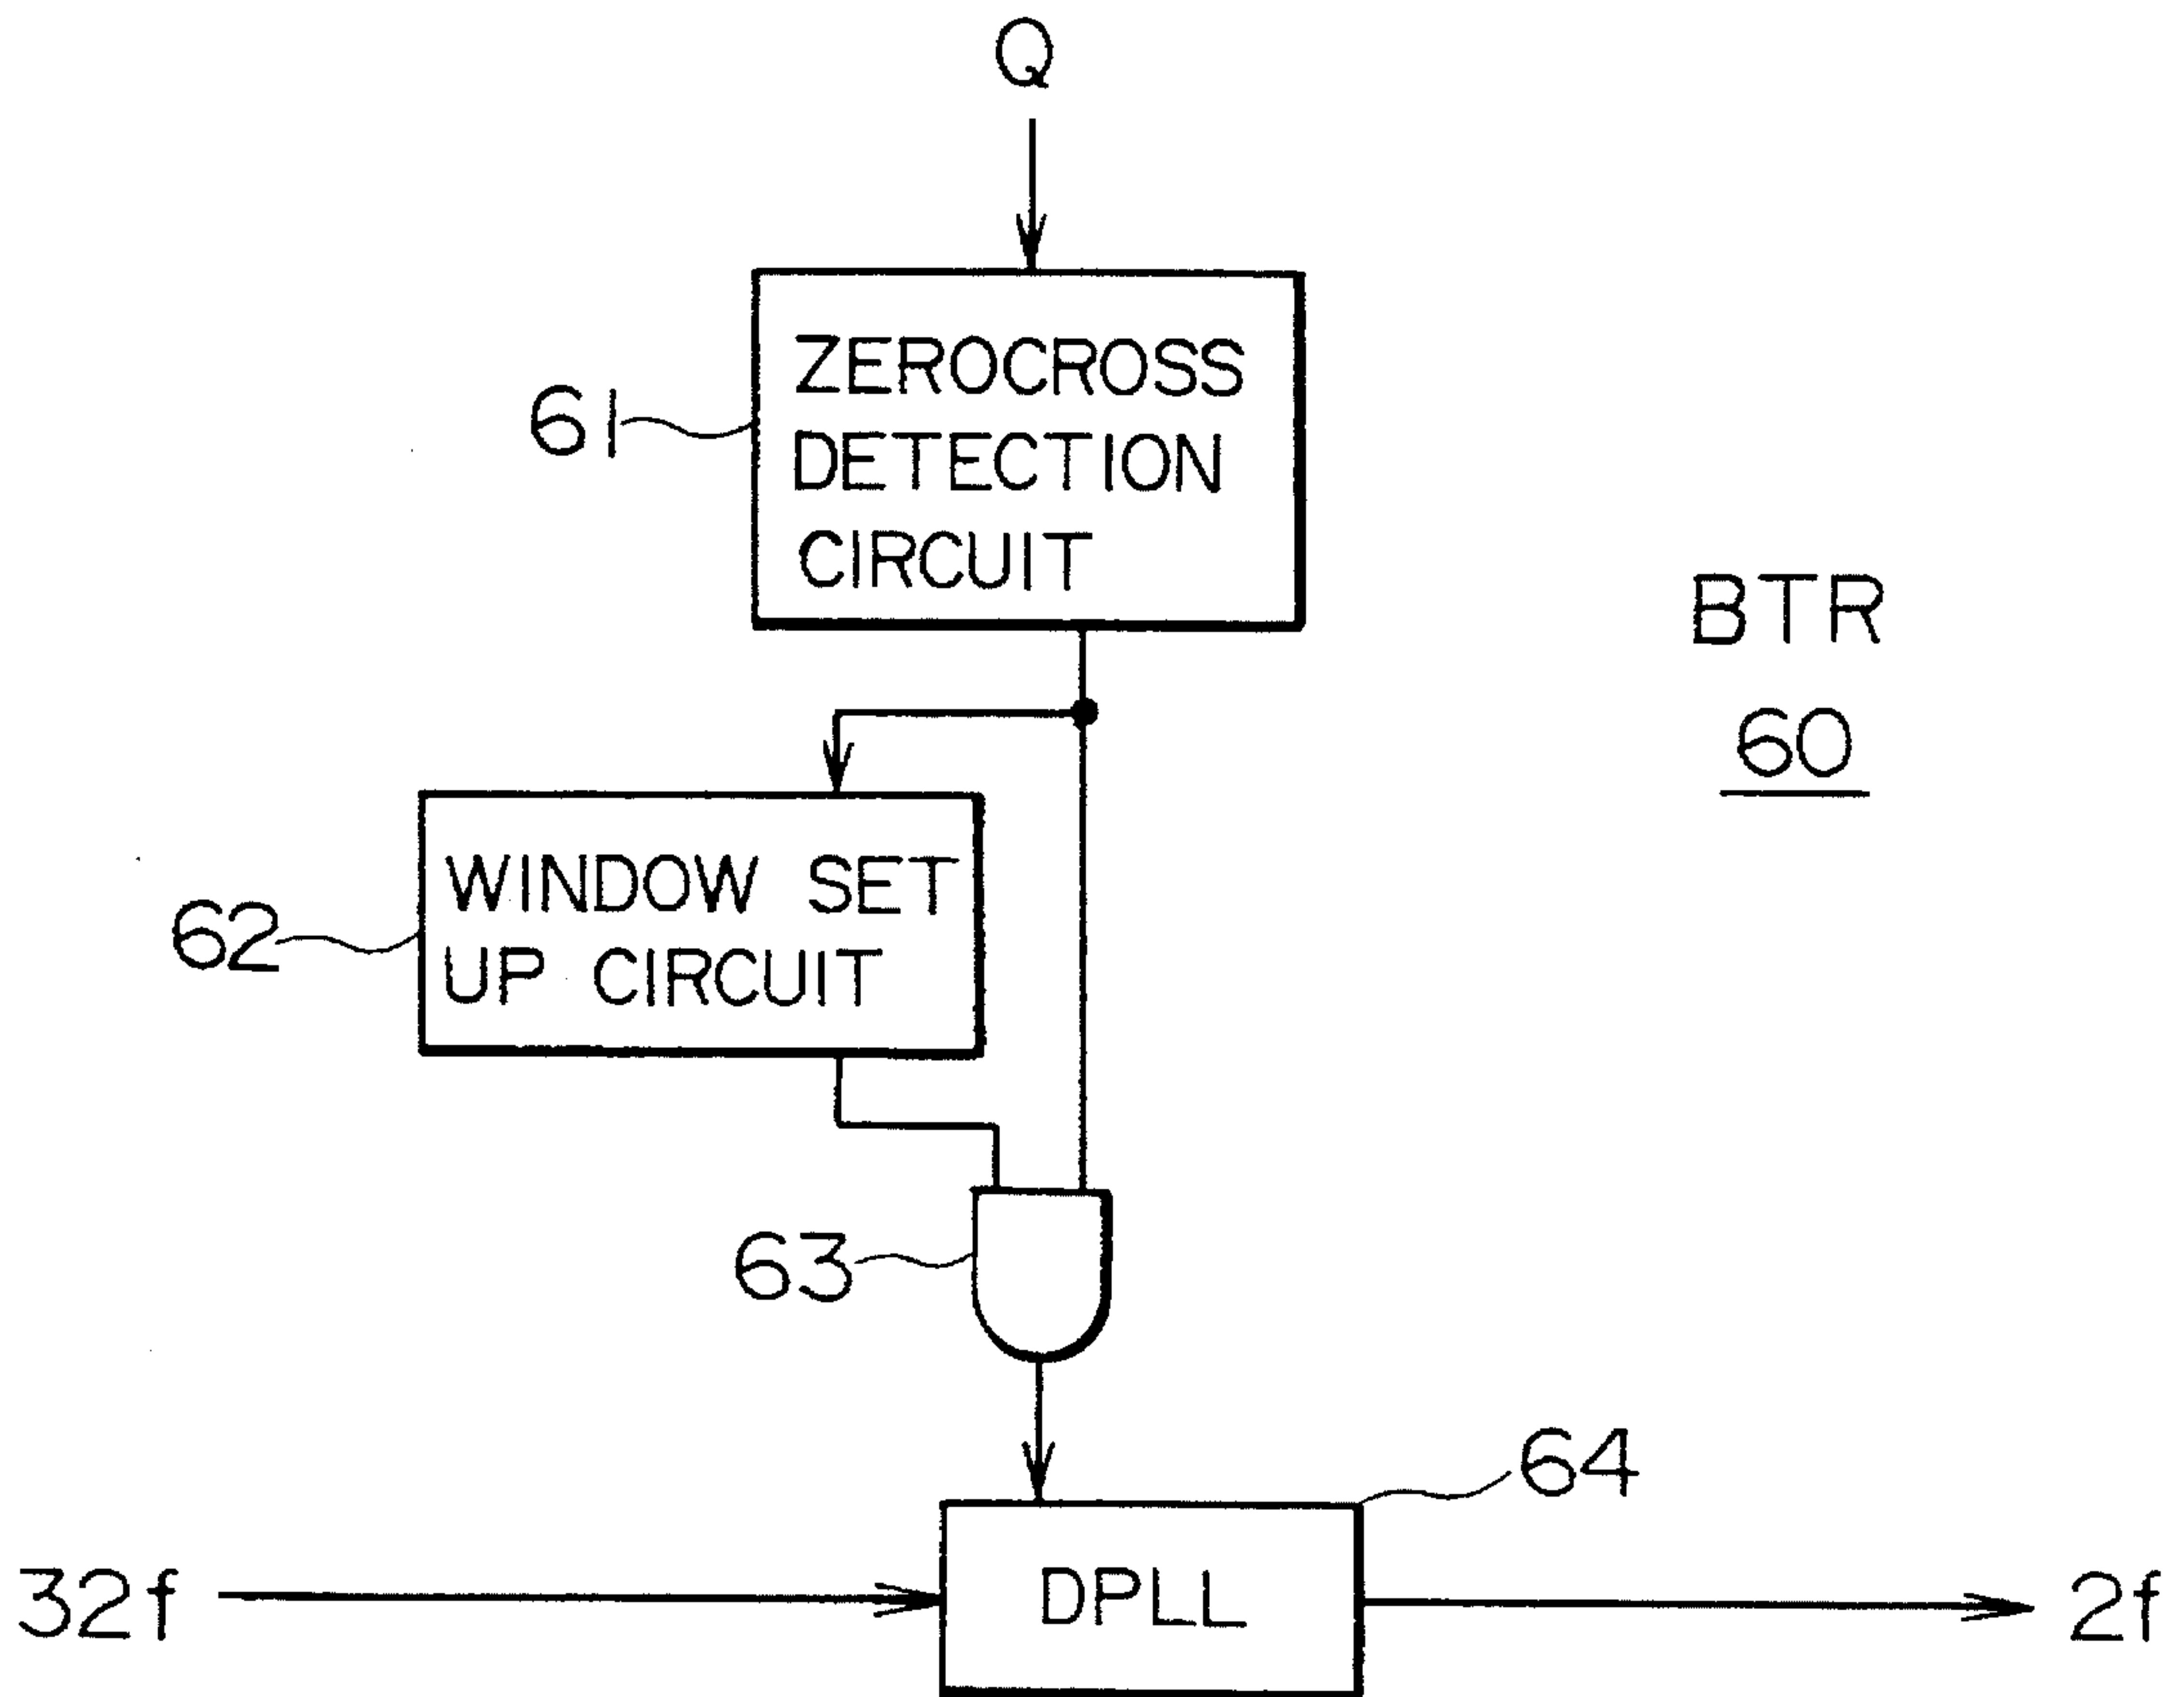 Q
61
ZEROCROSS
DETECTION
CIRCUIT
BTR
60
62
WINDOW SET
UP CIRCUIT
63
64
32f
DPLL
2f